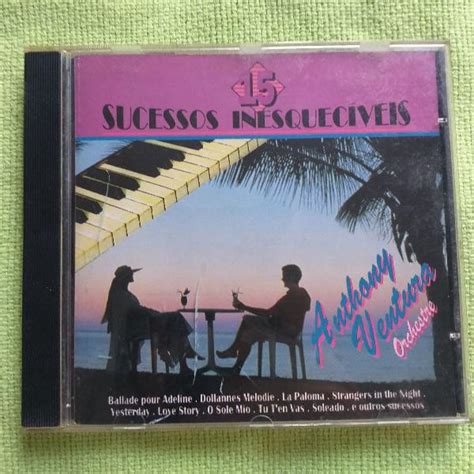 15
SUCESSOS INESQUECÍVEIS
Anthony
Ventura
Orchestre
Ballade pour Adeline . Dollannes Melodie . La Paloma . Strangers in the Night .
Yesterday . Love Story . O Sole Mio . Tu T'en Vas . Soleado . e outros sucessos